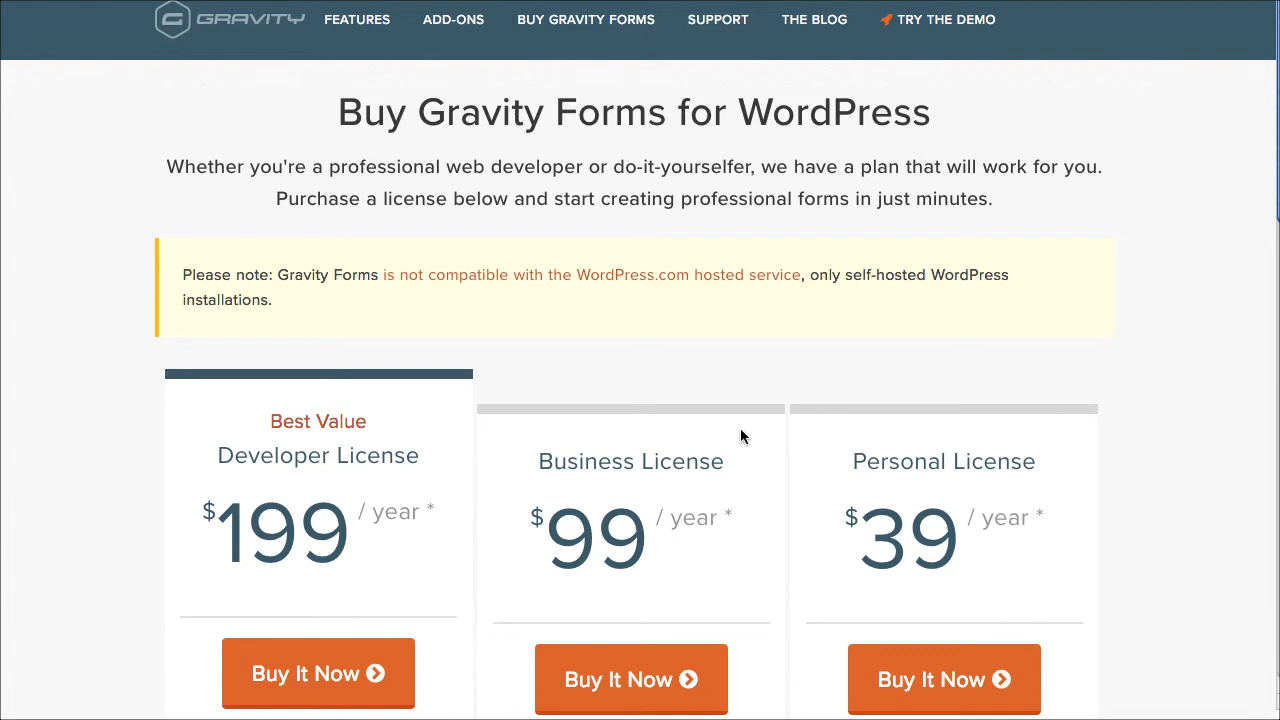 GRAVITY
FEATURES
ADD-ONS
BUY GRAVITY FORMS
SUPPORT
THE BLOG
TRY THE DEMO
Buy Gravity Forms for WordPress
Whether you're a professional web developer or do-it-yourselfer, we have a plan that will work for you.
Purchase a license below and start creating professional forms in just minutes.
Please note: Gravity Forms is not compatible with the WordPress.com hosted service, only self-hosted WordPress
installations.
Best Value
Developer License
$199 / year *
Buy It Now
Business License
$99 / year *
Buy It Now
Personal License
$39 / year *
Buy It Now